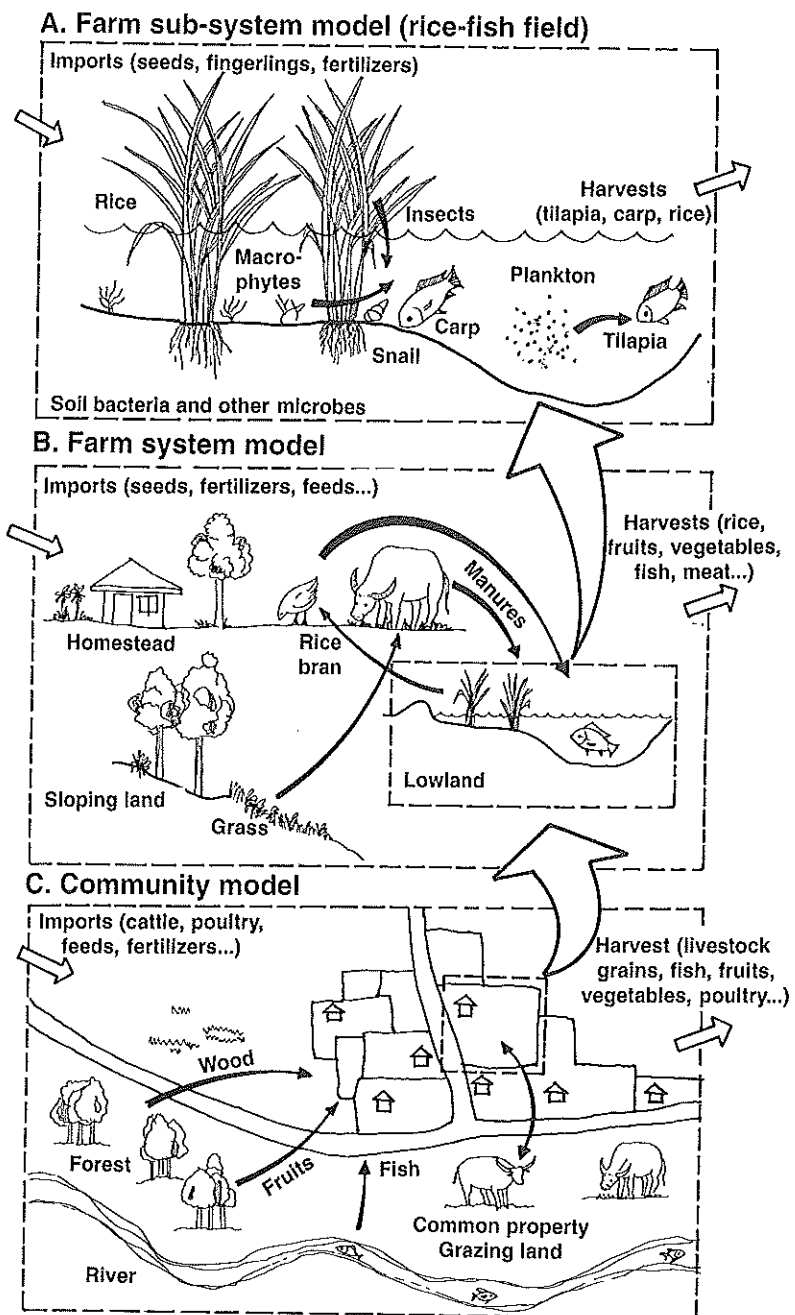 A. Farm sub-system model (rice-fish field)
Imports (seeds, fingerlings, fertilizers)
Rice
Insects
Harvests
(tilapia, carp, rice)
Macro-
phytes
Plankton
Carp
Tilapia
Snail
Soil bacteria and other microbes
B. Farm system model
Imports (seeds, fertilizers, feeds...)
Harvests (rice,
fruits, vegetables,
fish, meat...)
Manures
Homestead
Rice
bran
Lowland
Sloping land
Grass
C. Community model
Imports (cattle, poultry,
feeds, fertilizers...)
Harvest (livestock
grains, fish, fruits,
vegetables, poultry...)
Wood
Forest
Fruits
Fish
Common property
Grazing land
River